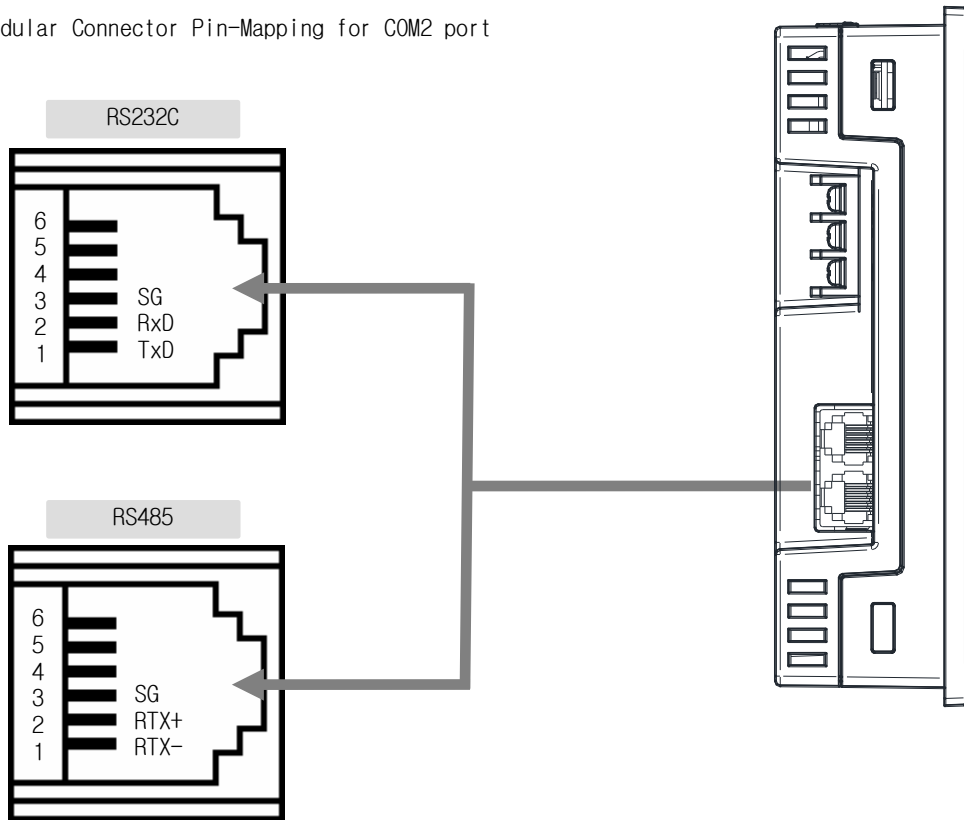 dular Connector Pin-Mapping for COM2 port
RS232C
6
5
4
3 SG
2 RxD
1 TxD
RS485
6
5
4
3 SG
2 RTX+
1 RTX-